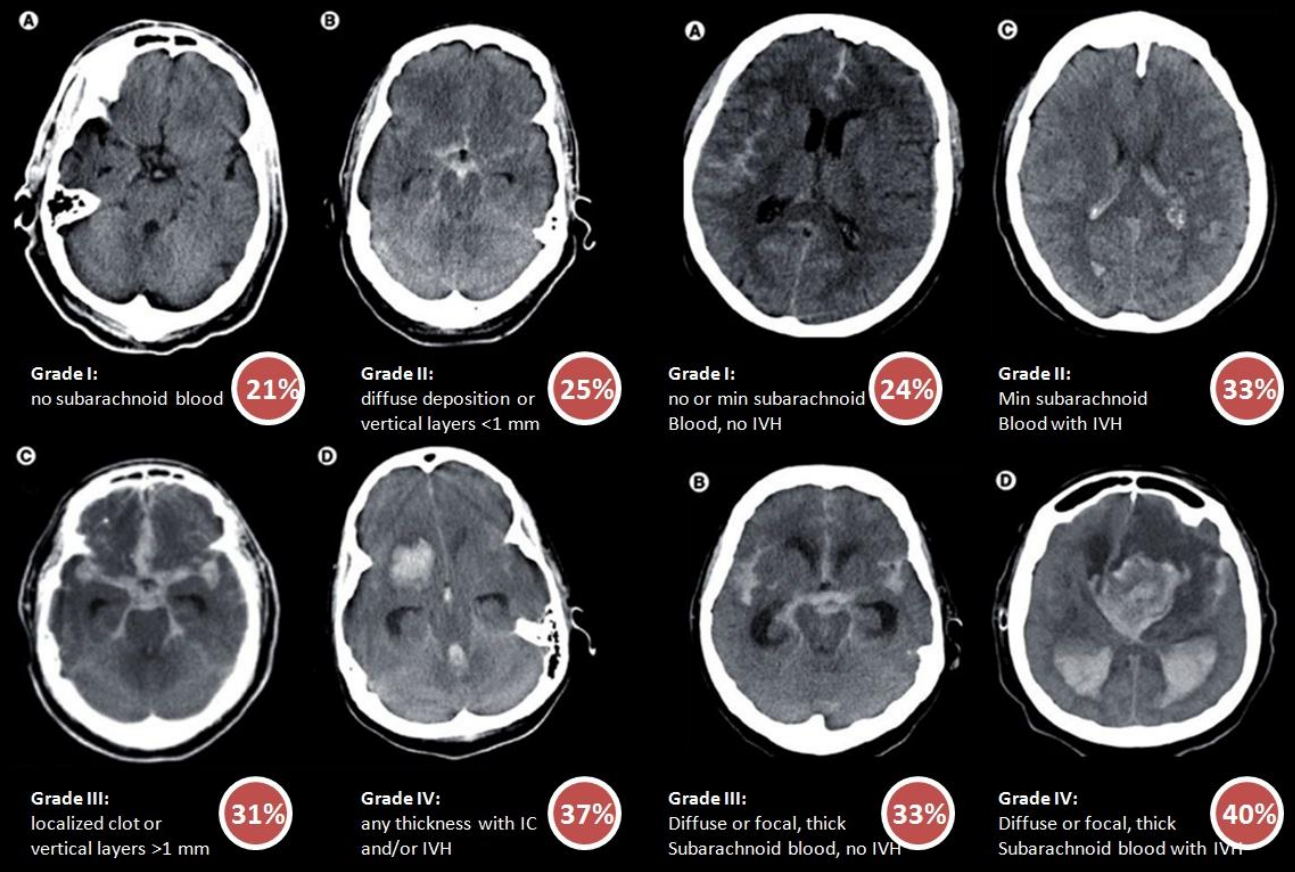 A
B
A
C
Grade I:
no subarachnoid blood
21%
Grade II:
diffuse deposition or
vertical layers <1 mm
25%
Grade I:
no or min subarachnoid
Blood, no IVH
24%
Grade II:
Min subarachnoid
Blood with IVH
33%
C
D
B
D
Grade III:
localized clot or
vertical layers >1 mm
31%
Grade IV:
any thickness with IC
and/or IVH
37%
Grade III:
Diffuse or focal, thick
Subarachnoid blood, no IVH
33%
Grade IV:
Diffuse or focal, thick
Subarachnoid blood with IVH
40%